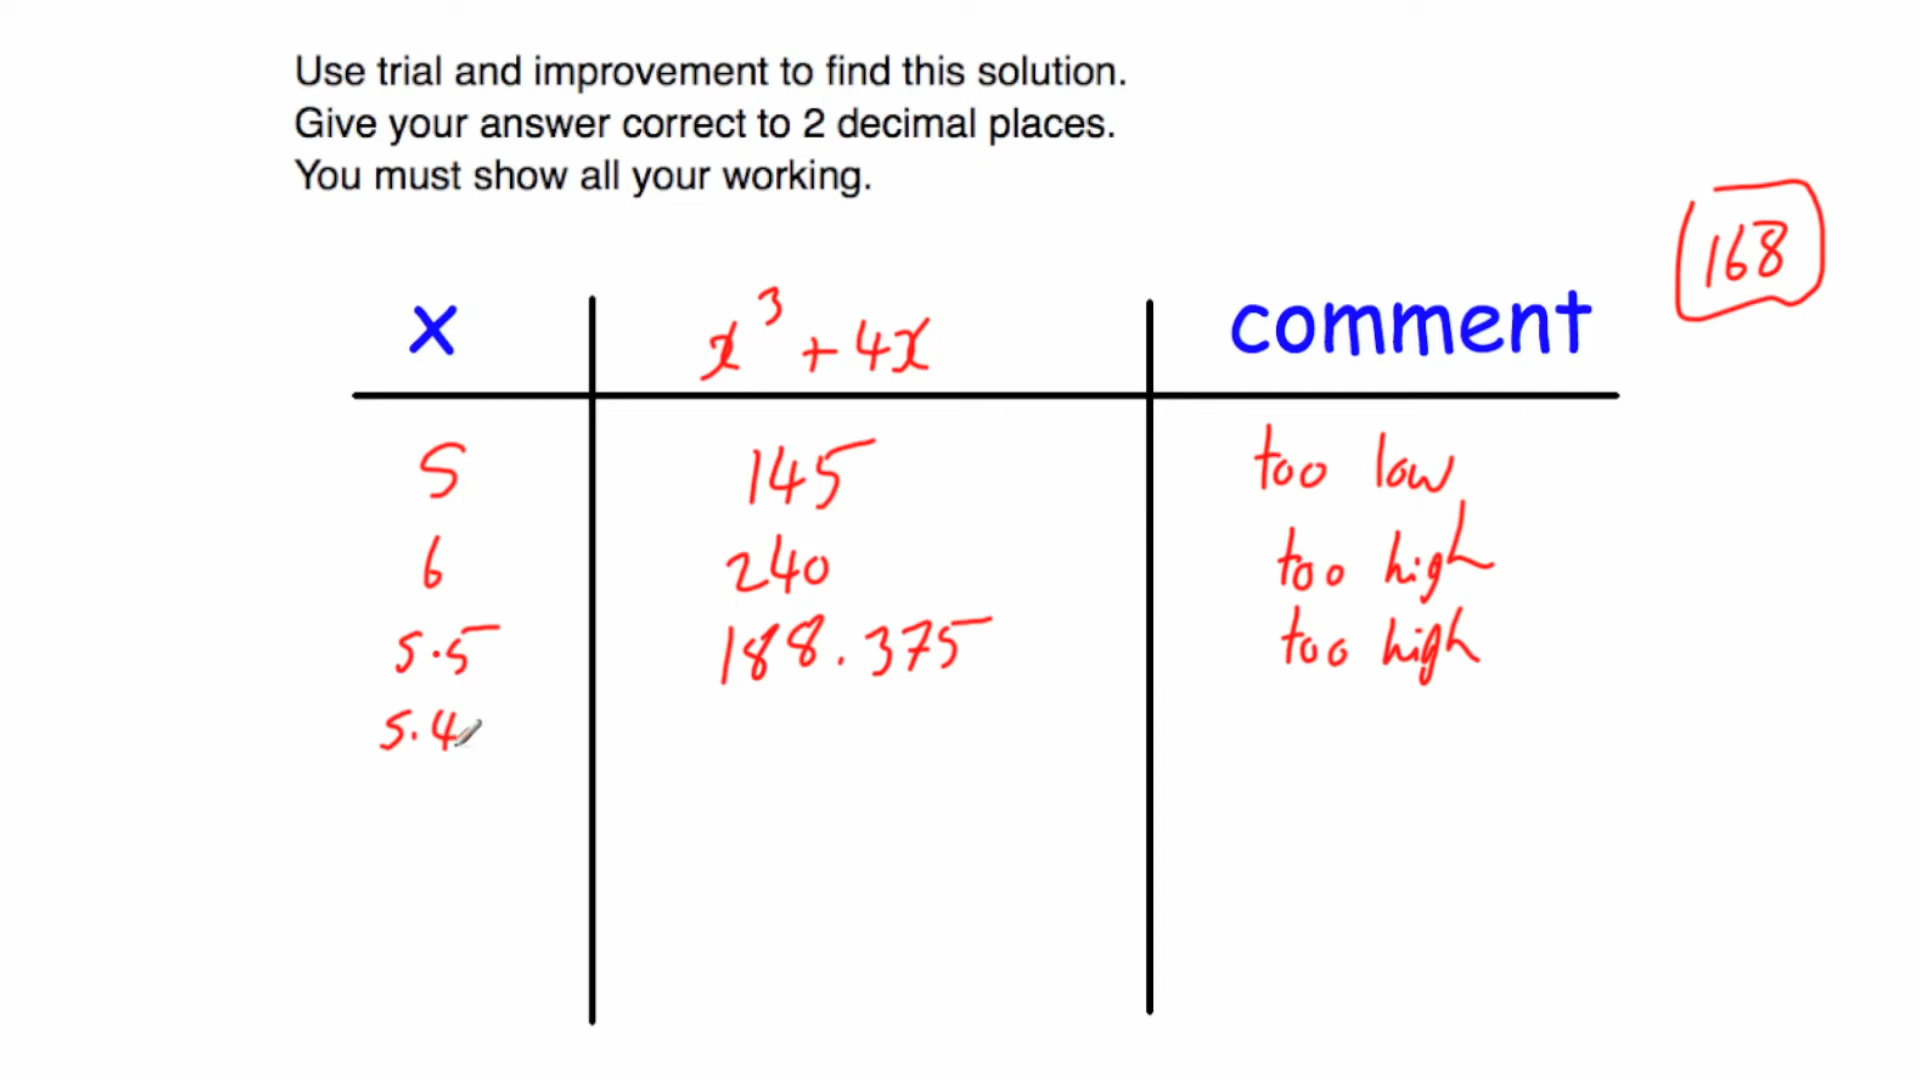 Use trial and improvement to find this solution.
Give your answer correct to 2 decimal places.
You must show all your working.
168
x x³ + 4x comment
5 145 too low
6 240 too high
5.5 188.375 too high
5.4